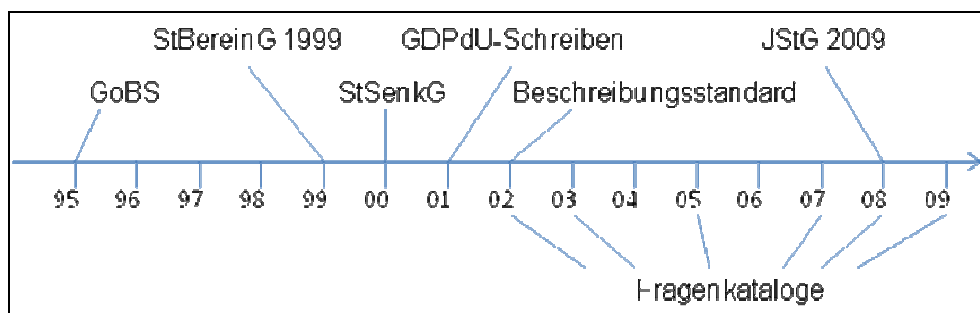 StBereinG 1999 GDPdU-Schreiben JStG 2009
GoBS StSenkG Beschreibungsstandard
95 96 97 98 99 00 01 02 03 04 05 06 07 08 09
Fragenkataloge